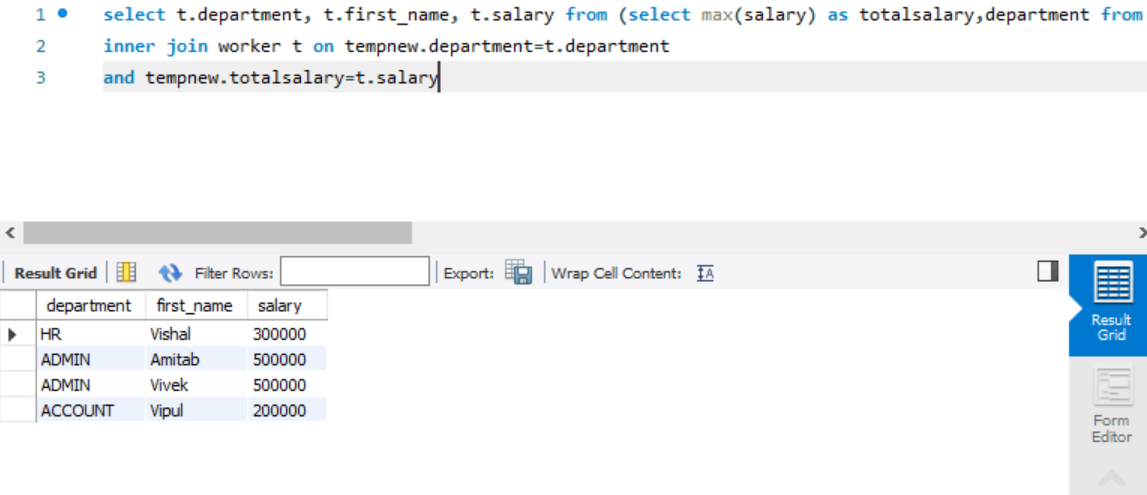 1 select t.department, t.first_name, t.salary from (select max(salary) as totalsalary,department from
2 inner join worker t on tempnew.department=t.department
3 and tempnew.totalsalary=t.salary
Result Grid Filter Rows: Export: Wrap Cell Content:
department first_name salary
HR Vishal 300000
ADMIN Amitab 500000
ADMIN Vivek 500000
ACCOUNT Vipul 200000
Result
Grid
Form
Editor